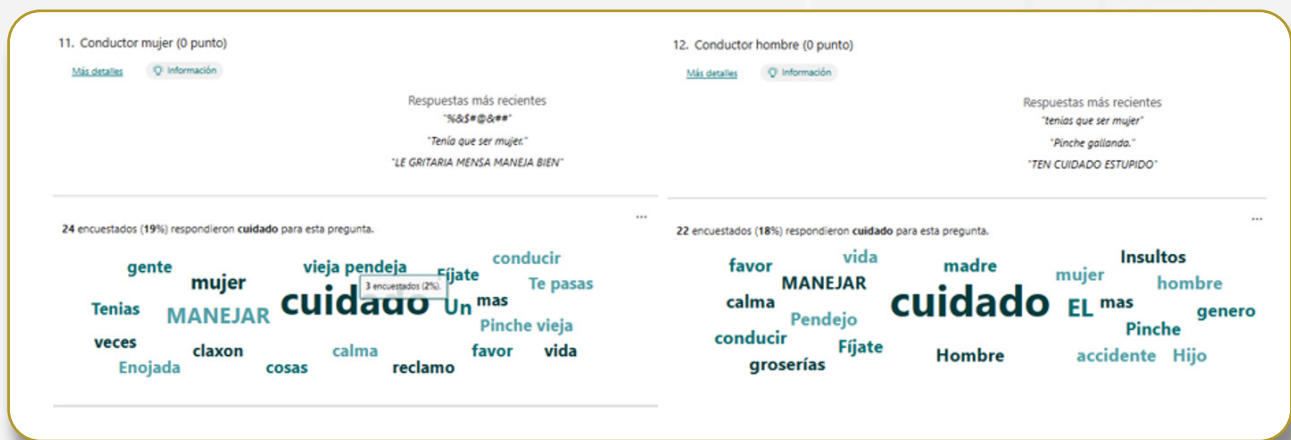 11. Conductor mujer (0 punto)
Más detalles
Información
Respuestas más recientes
"%&$#@&##"
"Tenía que ser mujer."
"LE GRITARIA MENSA MANEJA BIEN"
...
24 encuestados (19%) respondieron cuidado para esta pregunta.
gente
vieja pendeja
conducir
mujer
Fíjate
3 encuestados (2%).
Te pasas
cuidado
Tenias
MANEJAR
Un
mas
Pinche vieja
veces
claxon
calma
favor
vida
Enojada
cosas
reclamo
12. Conductor hombre (0 punto)
Más detalles
Información
Respuestas más recientes
"tenias que ser mujer"
"Pinche gallanda."
"TEN CUIDADO ESTUPIDO"
...
22 encuestados (18%) respondieron cuidado para esta pregunta.
favor
vida
madre
Insultos
MANEJAR
mujer
hombre
calma
cuidado
EL
mas
genero
Pendejo
Pinche
conducir
Fíjate
groserías
Hombre
accidente
Hijo